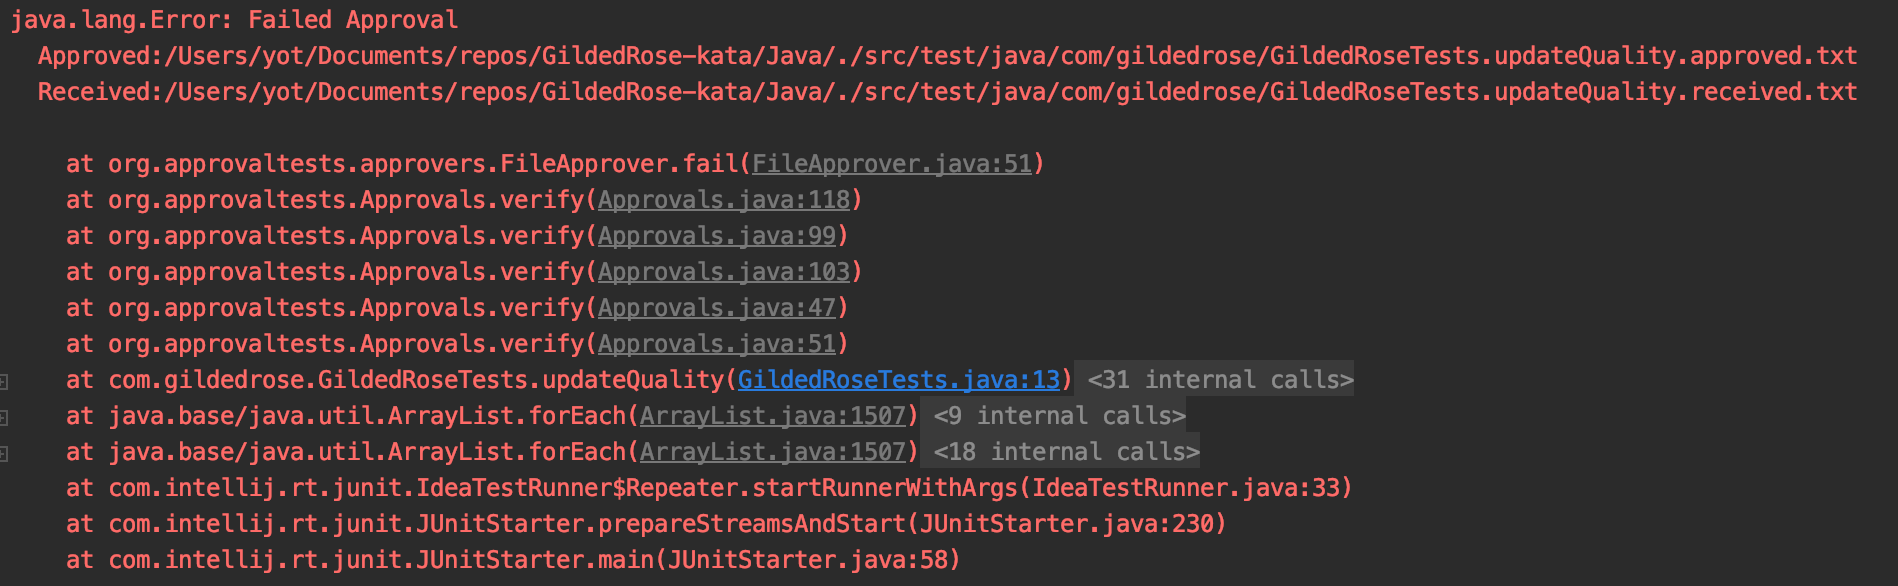 java.lang.Error: Failed Approval
Approved:/Users/yot/Documents/repos/GildedRose-kata/Java/./src/test/java/com/gildedrose/GildedRoseTests.updateQuality.approved.txt
Received:/Users/yot/Documents/repos/GildedRose-kata/Java/./src/test/java/com/gildedrose/GildedRoseTests.updateQuality.received.txt
at org.approvaltests.approvers.FileApprover.fail(FileApprover.java:51)
at org.approvaltests.Approvals.verify(Approvals.java:118)
at org.approvaltests.Approvals.verify(Approvals.java:99)
at org.approvaltests.Approvals.verify(Approvals.java:103)
at org.approvaltests.Approvals.verify(Approvals.java:47)
at org.approvaltests.Approvals.verify(Approvals.java:51)
at com.gildedrose.GildedRoseTests.updateQuality(GildedRoseTests.java:13) <31 internal calls>
at java.base/java.util.ArrayList.forEach(ArrayList.java:1507) <9 internal calls>
at java.base/java.util.ArrayList.forEach(ArrayList.java:1507) <18 internal calls>
at com.intellij.rt.junit.IdeaTestRunner$Repeater.startRunnerWithArgs(IdeaTestRunner.java:33)
at com.intellij.rt.junit.JUnitStarter.prepareStreamsAndStart(JUnitStarter.java:230)
at com.intellij.rt.junit.JUnitStarter.main(JUnitStarter.java:58)